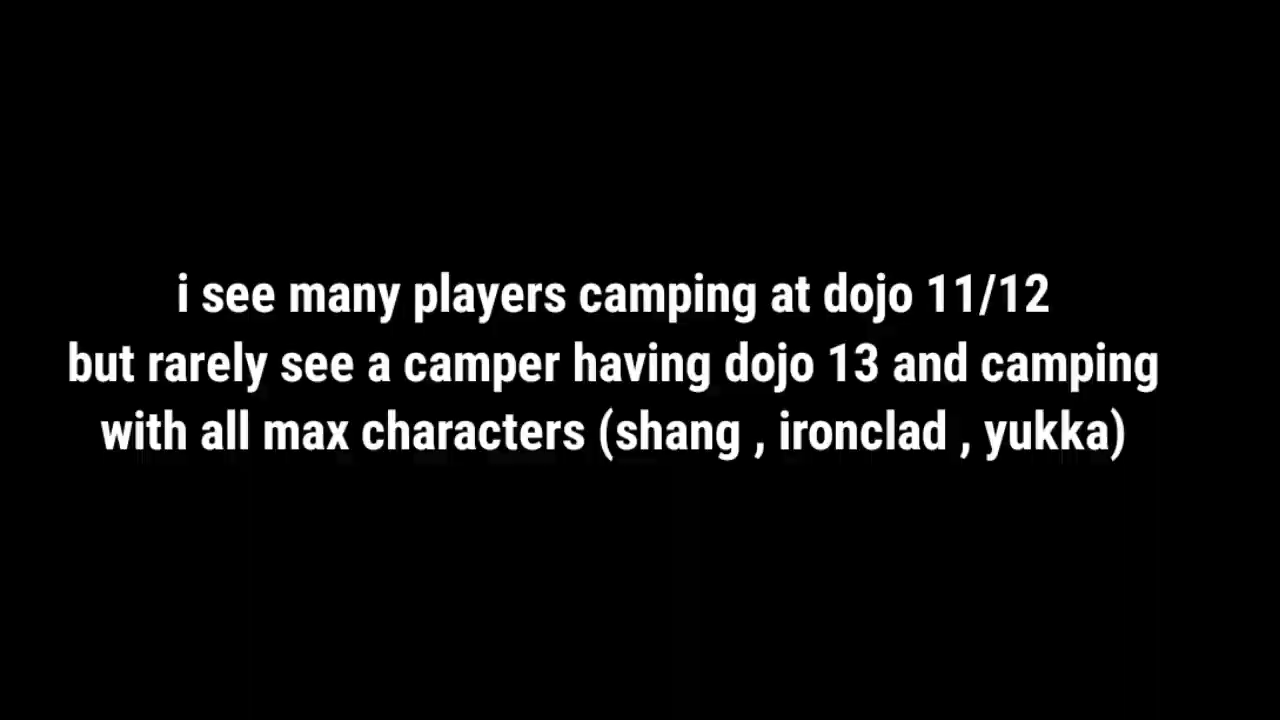 i see many players camping at dojo 11/12
but rarely see a camper having dojo 13 and camping
with all max characters (shang , ironclad , yukka)